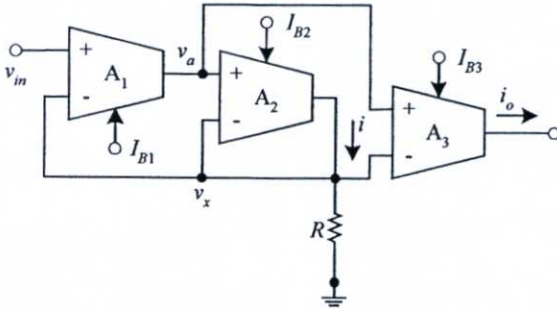 I_B2
v_a
I_B3
+
A_1
-
+
A_2
-
v_in
I_B1
i
+
A_3
-
i_o
v_x
R